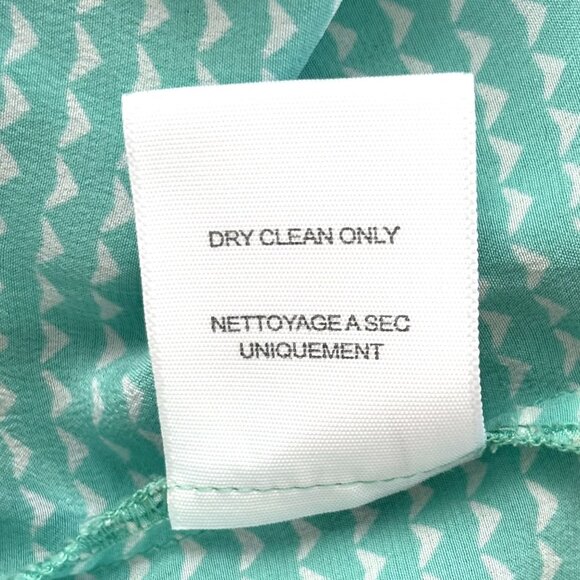 DRY CLEAN ONLY
NETTOYAGE A SEC
UNIQUEMENT